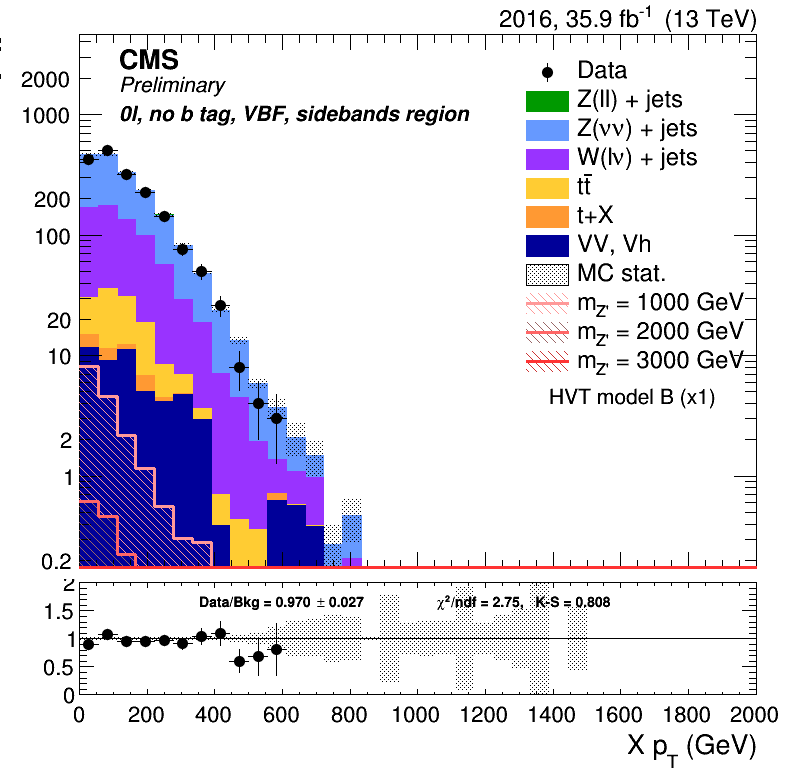 2016, 35.9 fb⁻¹ (13 TeV)
CMS
Preliminary
0l, no b tag, VBF, sidebands region
Data
Z(ll) + jets
Z(νν) + jets
W(lν) + jets
tt̄
t+X
VV, Vh
MC stat.
m_Z' = 1000 GeV
m_Z' = 2000 GeV
m_Z' = 3000 GeV
HVT model B (x1)
2000
1000
200
100
20
10
2
1
0.2
2
1.5
1
0.5
0
Data/Bkg = 0.970 ± 0.027
χ²/ndf = 2.75, K-S = 0.808
0 200 400 600 800 1000 1200 1400 1600 1800 2000
X p_T (GeV)